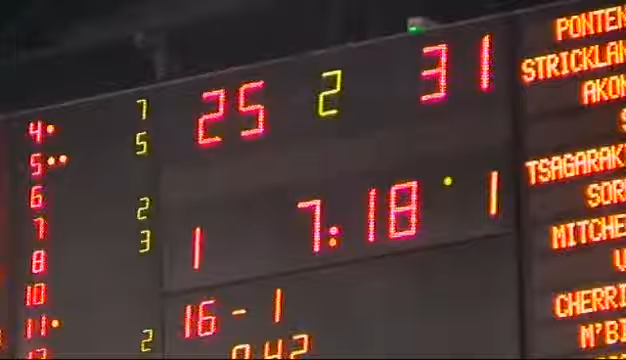 25 2 31
1 7:18 1
16 - 1
4 7
5 5
6
7 2
8 3
10
11 2
PONTEN
STRICKLAN
AKON
TSAGARAK
SOR
MITCHE
CHERRI
M'BI